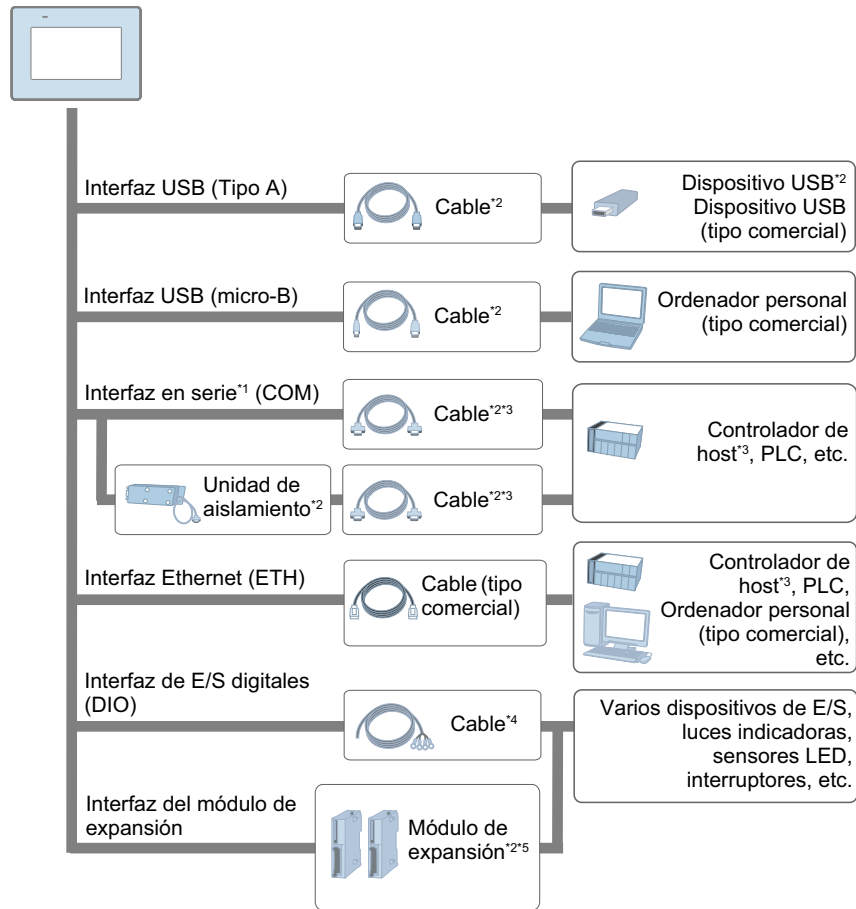 Interfaz USB (Tipo A)
Cable*2
Dispositivo USB*2
Dispositivo USB
(tipo comercial)
Interfaz USB (micro-B)
Cable*2
Ordenador personal
(tipo comercial)
Interfaz en serie*1 (COM)
Cable*2*3
Controlador de
host*3, PLC, etc.
Unidad de
aislamiento*2
Cable*2*3
Interfaz Ethernet (ETH)
Cable (tipo
comercial)
Controlador de
host*3, PLC,
Ordenador personal
(tipo comercial),
etc.
Interfaz de E/S digitales
(DIO)
Cable*4
Varios dispositivos de E/S,
luces indicadoras,
sensores LED,
interruptores, etc.
Interfaz del módulo de
expansión
Módulo de
expansión*2*5